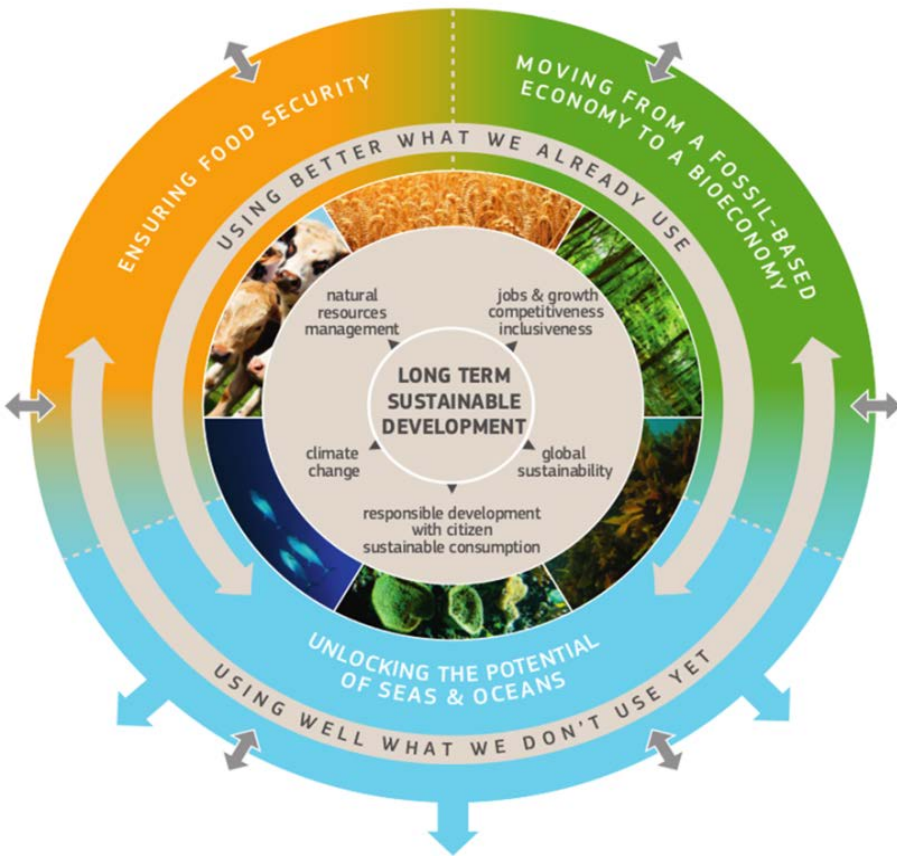 ENSURING FOOD SECURITY
MOVING FROM A FOSSIL-BASED
ECONOMY TO A BIOECONOMY
USING BETTER WHAT WE ALREADY USE
natural
resources
management
jobs & growth
competitiveness
inclusiveness
LONG TERM
SUSTAINABLE
DEVELOPMENT
climate
change
global
sustainability
responsible development
with citizen
sustainable consumption
UNLOCKING THE POTENTIAL
OF SEAS & OCEANS
USING WELL WHAT WE DON'T USE YET